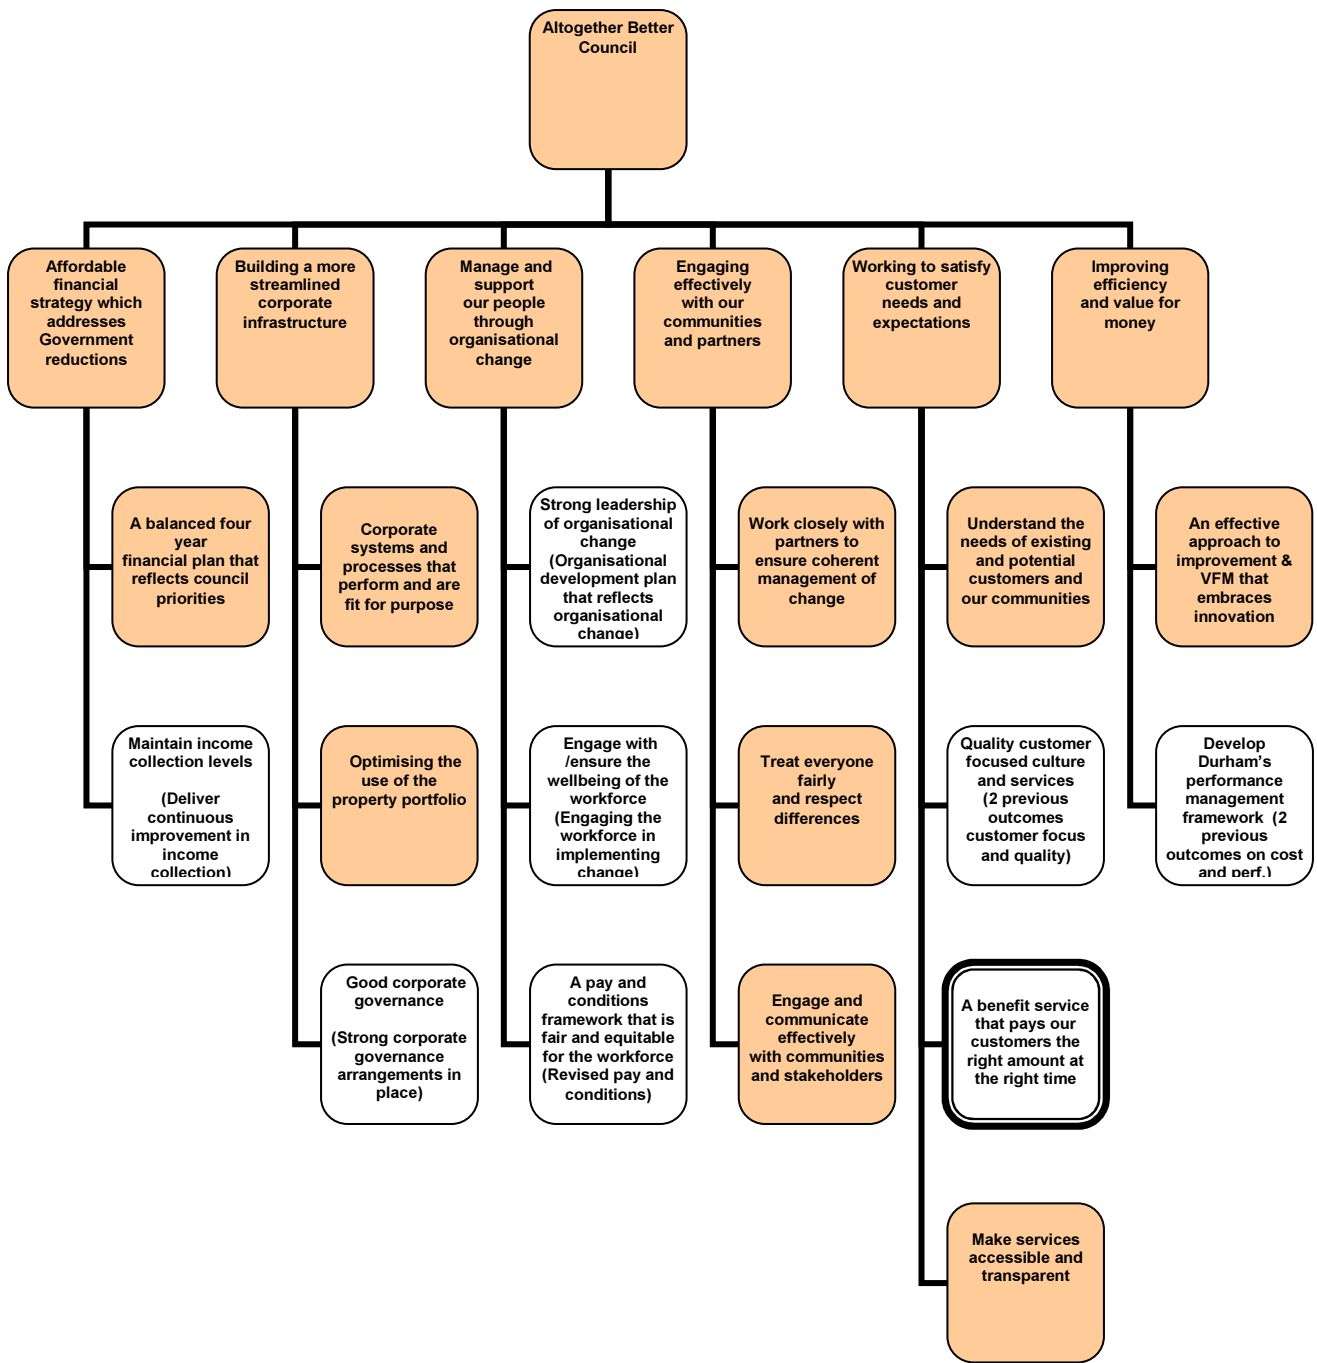 Altogether Better
Council
Affordable
financial
strategy which
addresses
Government
reductions
Building a more
streamlined
corporate
infrastructure
Manage and
support
our people
through
organisational
change
Engaging
effectively
with our
communities
and partners
Working to satisfy
customer
needs and
expectations
Improving
efficiency
and value for
money
A balanced four
year
financial plan that
reflects council
priorities
Corporate
systems and
processes that
perform and are
fit for purpose
Strong leadership
of organisational
change
(Organisational
development plan
that reflects
organisational
change)
Work closely with
partners to
ensure coherent
management of
change
Understand the
needs of existing
and potential
customers and
our communities
An effective
approach to
improvement &
VFM that
embraces
innovation
Maintain income
collection levels
(Deliver
continuous
improvement in
income
collection)
Optimising the
use of the
property portfolio
Engage with
/ensure the
wellbeing of the
workforce
(Engaging the
workforce in
implementing
change)
Treat everyone
fairly
and respect
differences
Quality customer
focused culture
and services
(2 previous
outcomes
customer focus
and quality)
Develop
Durham's
performance
management
framework (2
previous
outcomes on cost
and perf.)
Good corporate
governance
(Strong corporate
governance
arrangements in
place)
A pay and
conditions
framework that is
fair and equitable
for the workforce
(Revised pay and
conditions)
Engage and
communicate
effectively
with communities
and stakeholders
A benefit service
that pays our
customers the
right amount at
the right time
Make services
accessible and
transparent